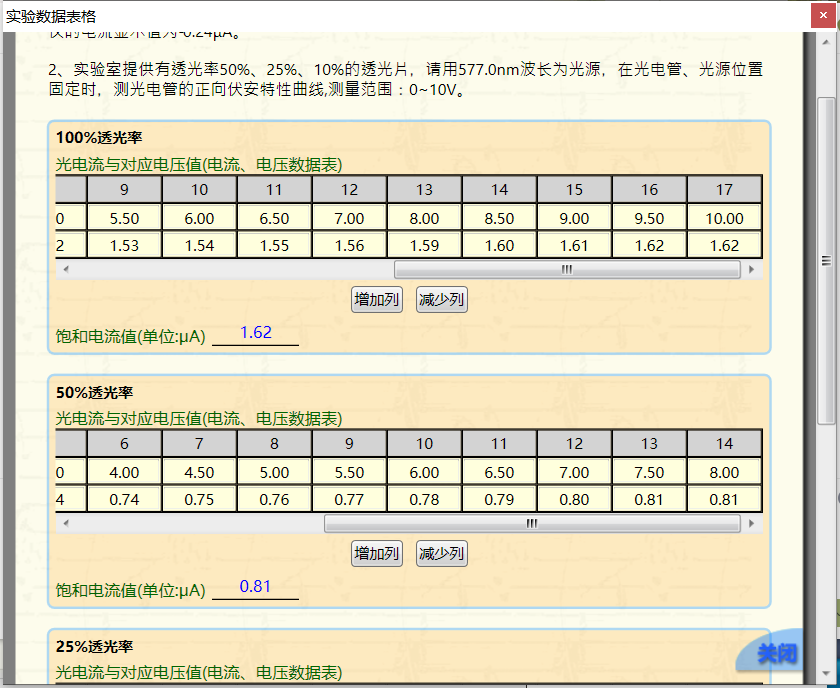 实验数据表格
仪的电流显示值为-0.24μA。
2、实验室提供有透光率50%、25%、10%的透光片，请用577.0nm波长为光源，在光电管、光源位置
固定时，测光电管的正向伏安特性曲线,测量范围：0~10V。
100%透光率
光电流与对应电压值(电流、电压数据表)
9 10 11 12 13 14 15 16 17
0 5.50 6.00 6.50 7.00 8.00 8.50 9.00 9.50 10.00
2 1.53 1.54 1.55 1.56 1.59 1.60 1.61 1.62 1.62
增加列 减少列
饱和电流值(单位:μA) 1.62
50%透光率
光电流与对应电压值(电流、电压数据表)
6 7 8 9 10 11 12 13 14
0 4.00 4.50 5.00 5.50 6.00 6.50 7.00 7.50 8.00
4 0.74 0.75 0.76 0.77 0.78 0.79 0.80 0.81 0.81
增加列 减少列
饱和电流值(单位:μA) 0.81
25%透光率
光电流与对应电压值(电流、电压数据表)
关闭